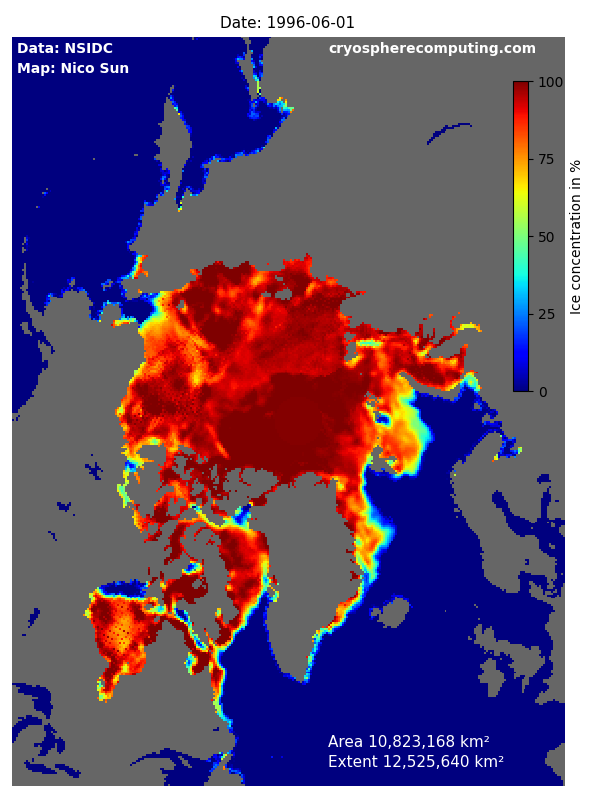 Date: 1996-06-01
Data: NSIDC
Map: Nico Sun
cryospherecomputing.com
100
75
50
25
0
Ice concentration in %
Area 10,823,168 km²
Extent 12,525,640 km²